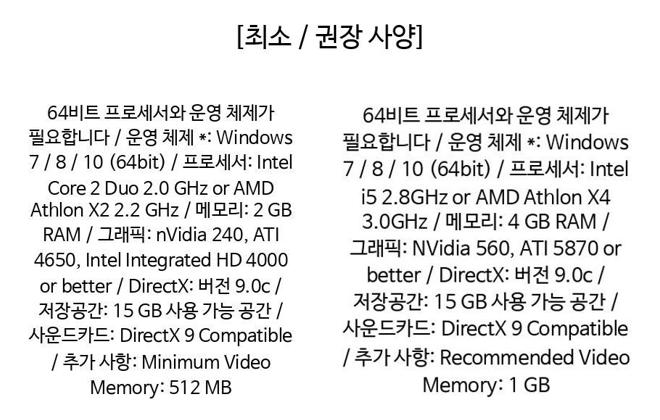 [최소 / 권장 사양]
64비트 프로세서와 운영 체제가
필요합니다 / 운영 체제 *: Windows
7 / 8 / 10 (64bit) / 프로세서: Intel
Core 2 Duo 2.0 GHz or AMD
Athlon X2 2.2 GHz / 메모리: 2 GB
RAM / 그래픽: nVidia 240, ATI
4650, Intel Integrated HD 4000
or better / DirectX: 버전 9.0c /
저장공간: 15 GB 사용 가능 공간 /
사운드카드: DirectX 9 Compatible
/ 추가 사항: Minimum Video
Memory: 512 MB
64비트 프로세서와 운영 체제가
필요합니다 / 운영 체제 *: Windows
7 / 8 / 10 (64bit) / 프로세서: Intel
i5 2.8GHz or AMD Athlon X4
3.0GHz / 메모리: 4 GB RAM /
그래픽: NVidia 560, ATI 5870 or
better / DirectX: 버전 9.0c /
저장공간: 15 GB 사용 가능 공간 /
사운드카드: DirectX 9 Compatible
/ 추가 사항: Recommended Video
Memory: 1 GB